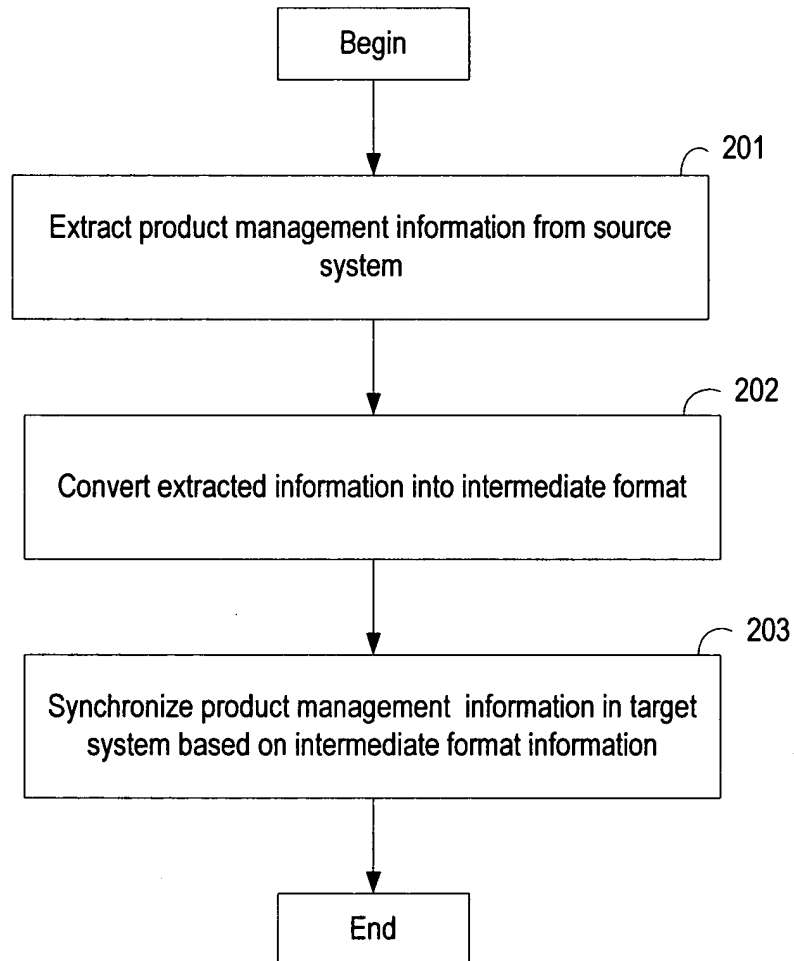 Begin
201
Extract product management information from source
system
202
Convert extracted information into intermediate format
203
Synchronize product management information in target
system based on intermediate format information
End